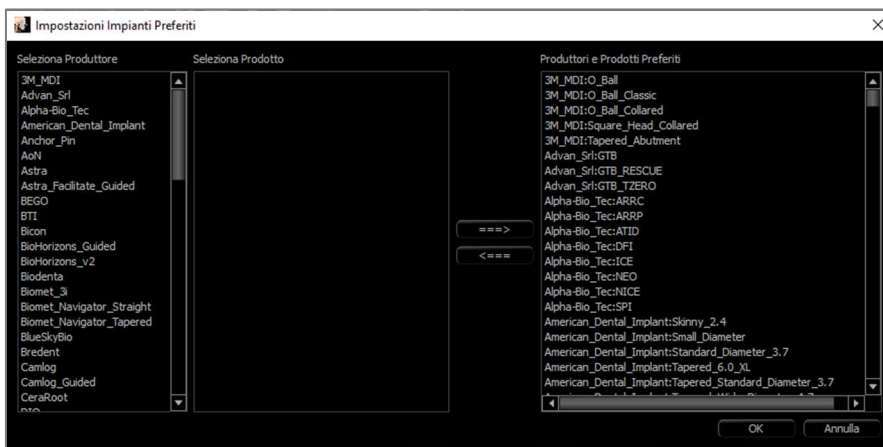 Impostazioni Impianti Preferiti
Seleziona Produttore
3M_MDI
Advan_Srl
Alpha-Bio_Tec
American_Dental_Implant
Anchor_Pin
AoN
Astra
Astra_Facilitate_Guided
BEGO
BTI
Bicon
BioHorizons_Guided
BioHorizons_v2
Biodenta
Biomet_3i
Biomet_Navigator_Straight
Biomet_Navigator_Tapered
BlueSkyBio
Bredent
Camlog
Camlog_Guided
CeraRoot
Seleziona Prodotto
===>
<===
Produttori e Prodotti Preferiti
3M_MDI:O_Ball
3M_MDI:O_Ball_Classic
3M_MDI:O_Ball_Collared
3M_MDI:Square_Head_Collared
3M_MDI:Tapered_Abutment
Advan_Srl:GTB
Advan_Srl:GTB_RESCUE
Advan_Srl:GTB_TZERO
Alpha-Bio_Tec:ARRC
Alpha-Bio_Tec:ARRP
Alpha-Bio_Tec:ATID
Alpha-Bio_Tec:DFI
Alpha-Bio_Tec:ICE
Alpha-Bio_Tec:NEO
Alpha-Bio_Tec:NICE
Alpha-Bio_Tec:SPI
American_Dental_Implant:Skinny_2.4
American_Dental_Implant:Small_Diameter
American_Dental_Implant:Standard_Diameter_3.7
American_Dental_Implant:Tapered_6.0_XL
American_Dental_Implant:Tapered_Standard_Diameter_3.7
OK
Annulla